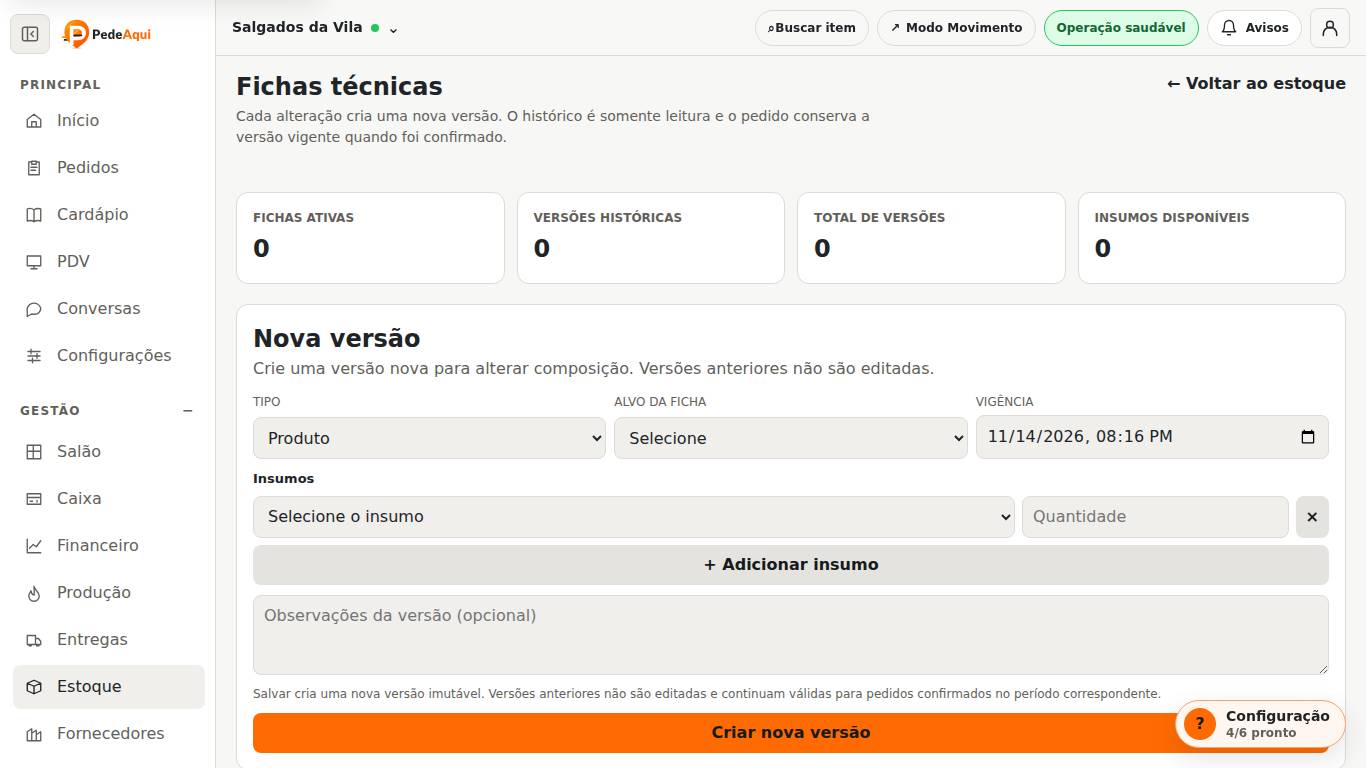 PedeAqui
PRINCIPAL
Início
Pedidos
Cardápio
PDV
Conversas
Configurações
GESTÃO −
Salão
Caixa
Financeiro
Produção
Entregas
Estoque
Fornecedores
Salgados da Vila
Buscar item
↗ Modo Movimento
Operação saudável
Avisos
Fichas técnicas
← Voltar ao estoque
Cada alteração cria uma nova versão. O histórico é somente leitura e o pedido conserva a
versão vigente quando foi confirmado.
FICHAS ATIVAS
0
VERSÕES HISTÓRICAS
0
TOTAL DE VERSÕES
0
INSUMOS DISPONÍVEIS
0
Nova versão
Crie uma versão nova para alterar composição. Versões anteriores não são editadas.
TIPO
Produto
ALVO DA FICHA
Selecione
VIGÊNCIA
11/14/2026, 08:16 PM
Insumos
Selecione o insumo
Quantidade
×
+ Adicionar insumo
Observações da versão (opcional)
Salvar cria uma nova versão imutável. Versões anteriores não são editadas e continuam válidas para pedidos confirmados no período correspondente.
Criar nova versão
?
Configuração
4/6 pronto